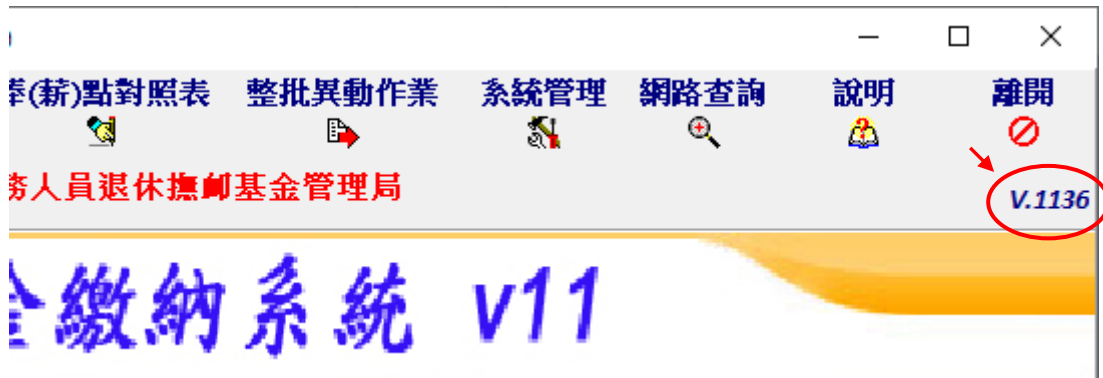 (薪)點對照表 整批異動作業 系統管理 網路查詢 說明 離開
務人員退休撫卹基金管理局
V.1136
繳納系統 v11